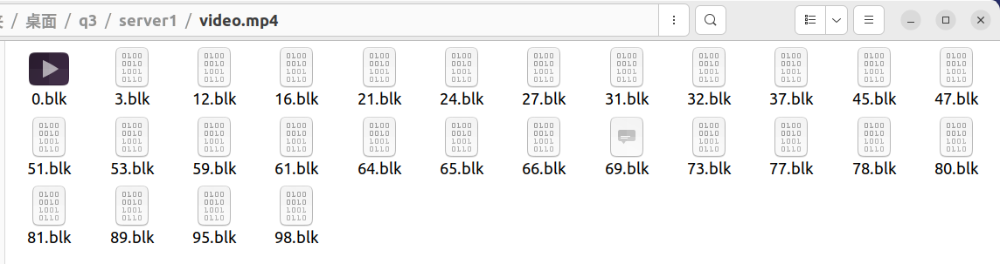 / 桌面 / q3 / server1 / video.mp4
0.blk 3.blk 12.blk 16.blk 21.blk 24.blk 27.blk 31.blk 32.blk 37.blk 45.blk 47.blk
51.blk 53.blk 59.blk 61.blk 64.blk 65.blk 66.blk 69.blk 73.blk 77.blk 78.blk 80.blk
81.blk 89.blk 95.blk 98.blk